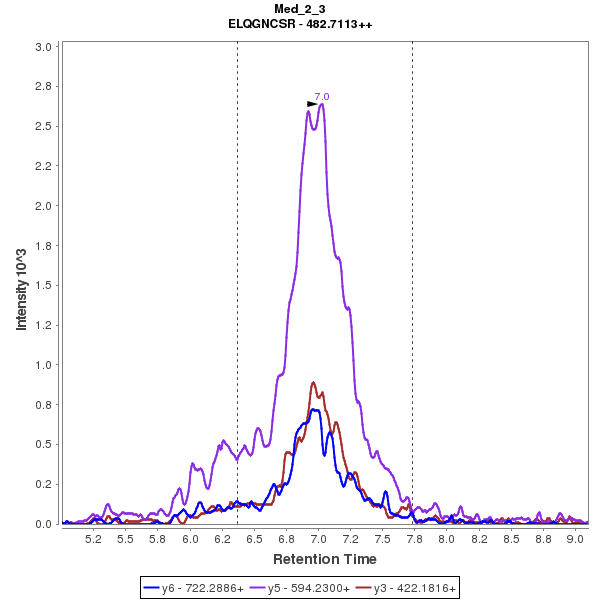 Med_2_3
ELQGNCSR - 482.7113++
Intensity 10^3
3.0
2.8
2.5
2.2
2.0
1.8
1.5
1.2
1.0
0.8
0.5
0.2
0.0
7.0
5.2 5.5 5.8 6.0 6.2 6.5 6.8 7.0 7.2 7.5 7.8 8.0 8.2 8.5 8.8 9.0
Retention Time
y6 - 722.2886+ y5 - 594.2300+ y3 - 422.1816+